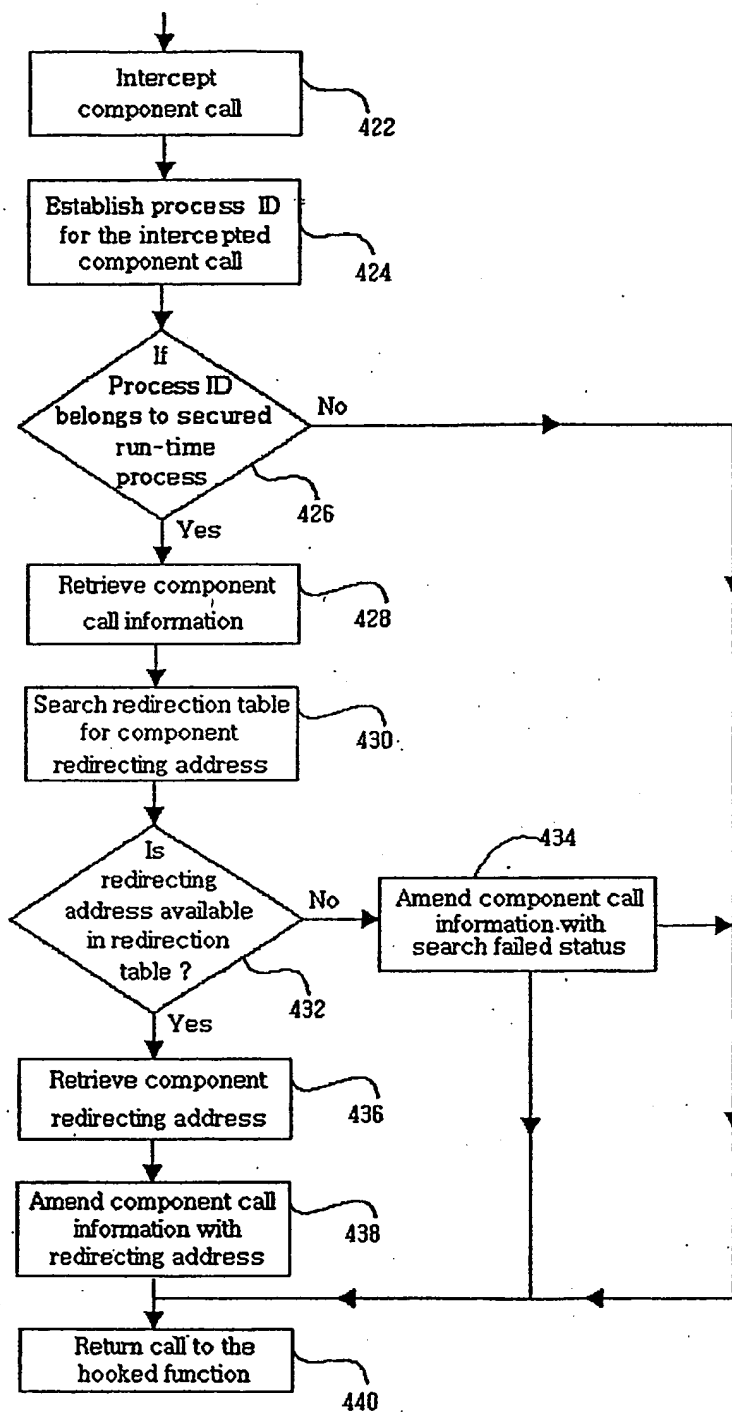 Intercept
component call
422
Establish process ID
for the intercepted
component call
424
If
Process ID
belongs to secured
run-time
process
No
426
Yes
Retrieve component
call information
428
Search redirection table
for component
redirecting address
430
Is
redirecting
address available
in redirection
table ?
No
432
Yes
434
Amend component call
information with
search failed status
Retrieve component
redirecting address
436
Amend component call
information with
redirecting address
438
Return call to the
hooked function
440